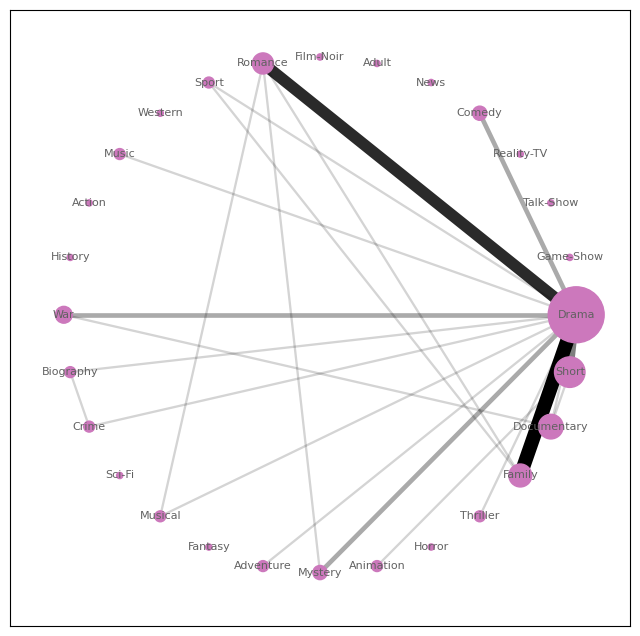 Film-Noir
Romance
Adult
Sport
News
Western
Comedy
Music
Reality-TV
Action
Talk-Show
History
Game-Show
War
Drama
Biography
Short
Crime
Documentary
Sci-Fi
Family
Musical
Thriller
Fantasy
Horror
Adventure
Mystery
Animation